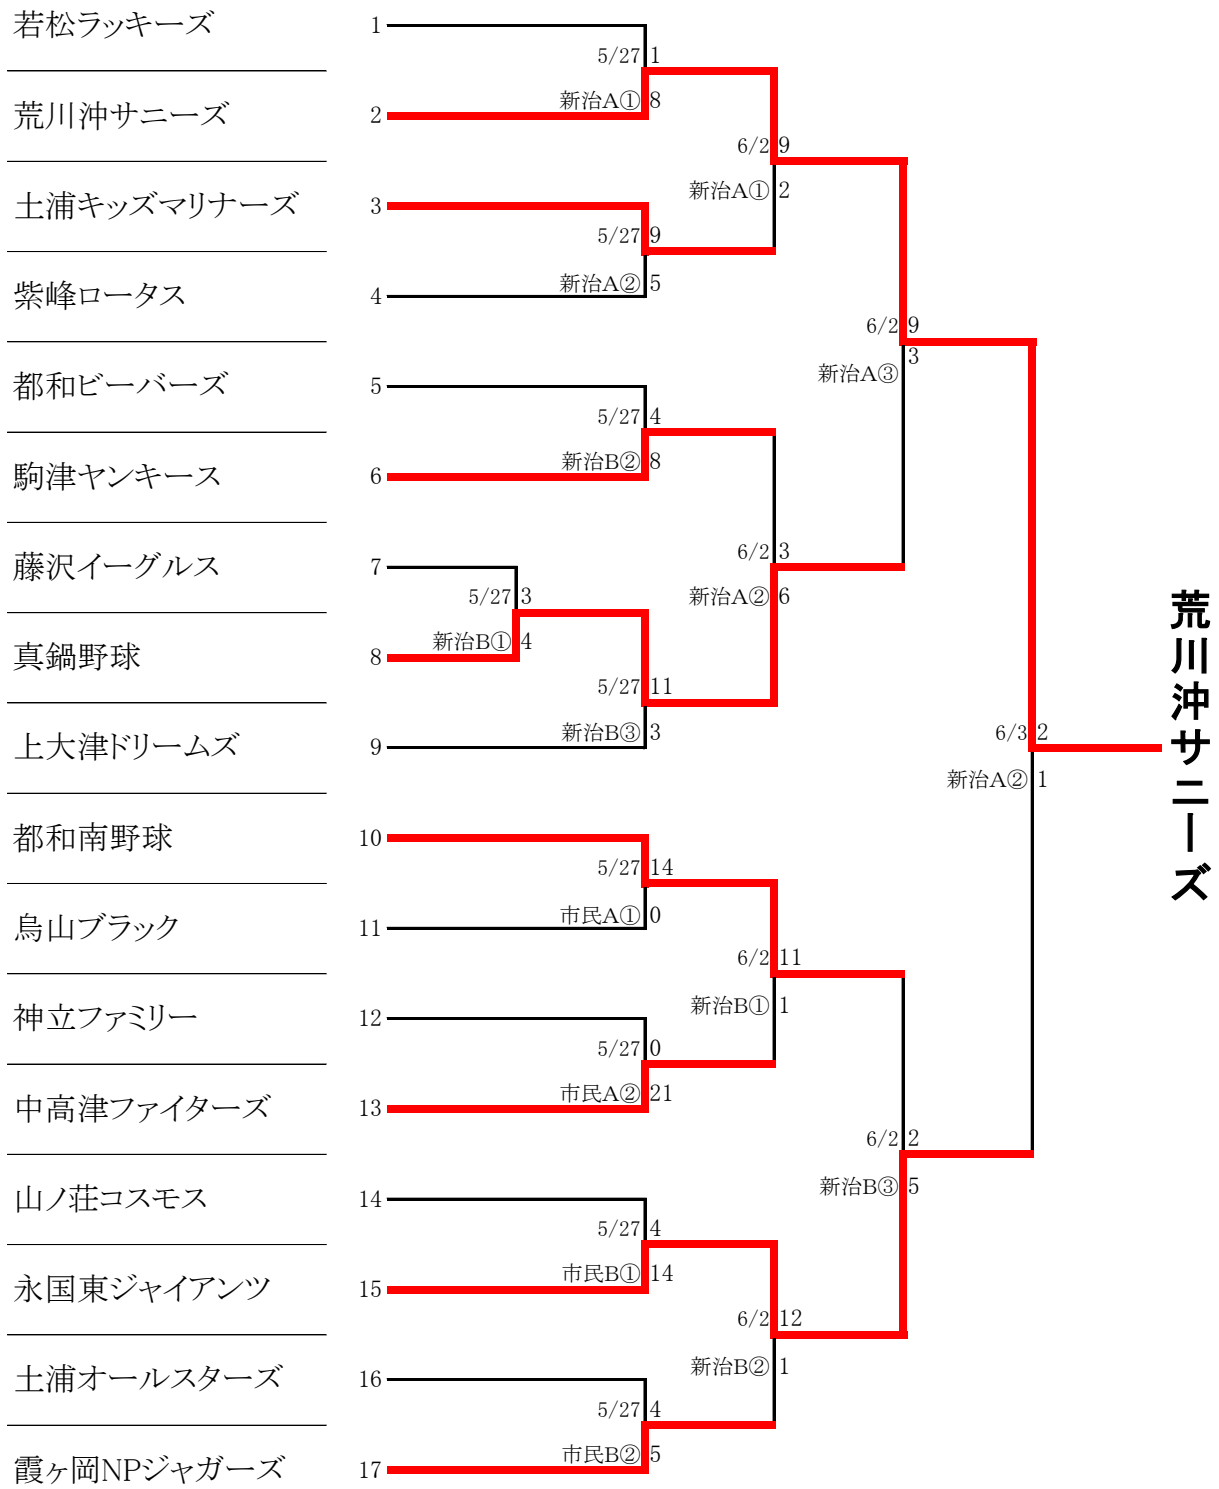 若松ラッキーズ 1
5/27 1
荒川沖サニーズ 2 新治A① 8
6/2 9
土浦キッズマリナーズ 3 新治A① 2
5/27 9
紫峰ロータス 4 新治A② 5
6/2 9
3
新治A③
都和ビーバーズ 5
5/27 4
駒津ヤンキース 6 新治B② 8
6/2 3
藤沢イーグルス 7
5/27 3 新治A② 6
真鍋野球 8 新治B① 4
5/27 11
上大津ドリームズ 9 新治B③ 3
6/3 2
新治A② 1
荒川沖サニーズ
都和南野球 10
5/27 14
烏山ブラック 11 市民A① 0
6/2 11
神立ファミリー 12 新治B① 1
5/27 0
中高津ファイターズ 13 市民A② 21
6/2 2
新治B③ 5
山ノ荘コスモス 14
5/27 4
永国東ジャイアンツ 15 市民B① 14
6/2 12
土浦オールスターズ 16 新治B② 1
5/27 4
霞ヶ岡NPジャガーズ 17 市民B② 5